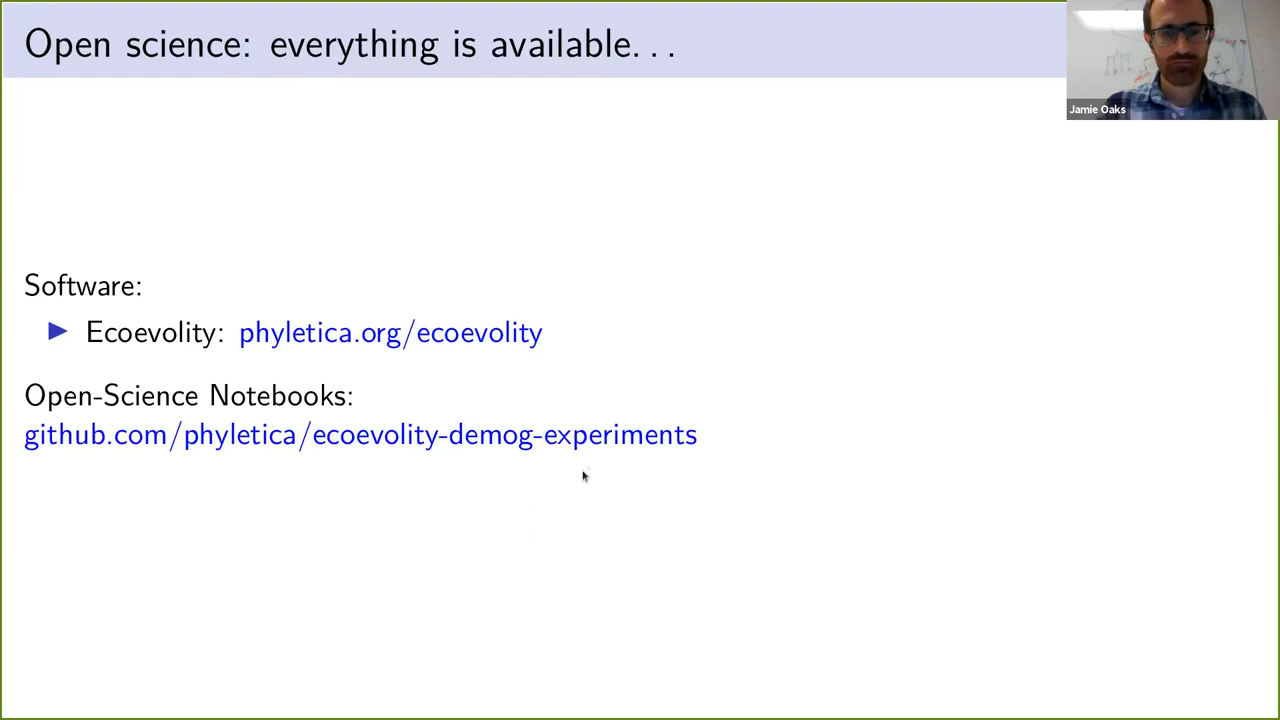 Open science: everything is available. . .
Jamie Oaks
Software:
Ecoevolity: phyletica.org/ecoevolity
Open-Science Notebooks:
github.com/phyletica/ecoevolity-demog-experiments